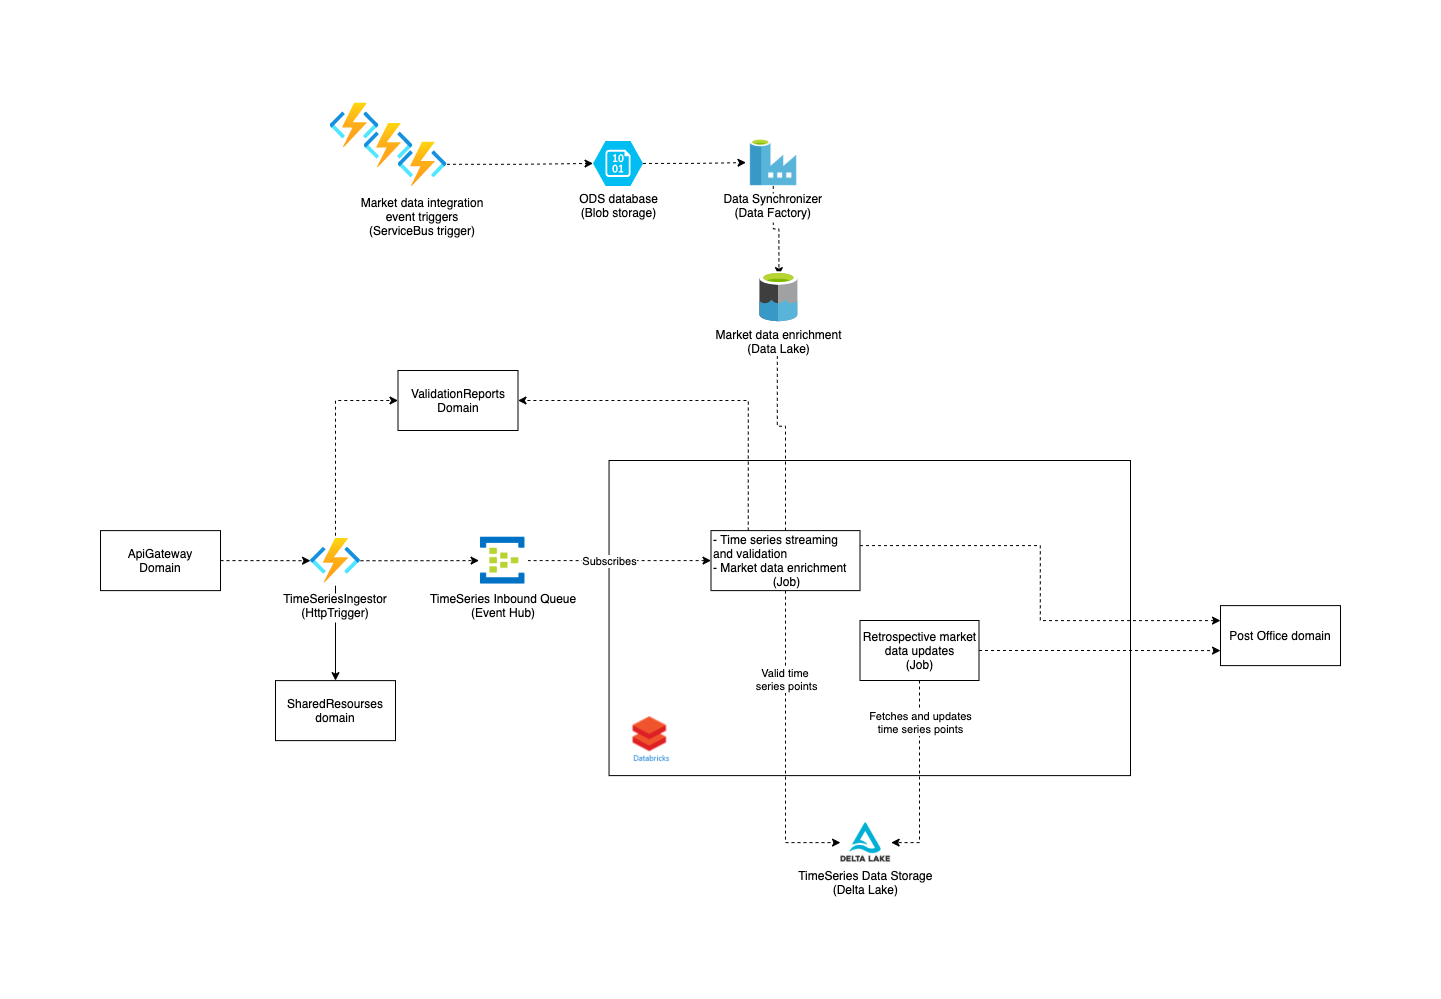 10
01
Market data integration
event triggers
(ServiceBus trigger)
ODS database
(Blob storage)
Data Synchronizer
(Data Factory)
Market data enrichment
(Data Lake)
ValidationReports
Domain
ApiGateway
Domain
TimeSeriesIngestor
(HttpTrigger)
TimeSeries Inbound Queue
(Event Hub)
Subscribes
- Time series streaming
and validation
- Market data enrichment
(Job)
Retrospective market
data updates
(Job)
Post Office domain
SharedResourses
domain
Valid time
series points
Fetches and updates
time series points
Databricks
DELTA LAKE
TimeSeries Data Storage
(Delta Lake)